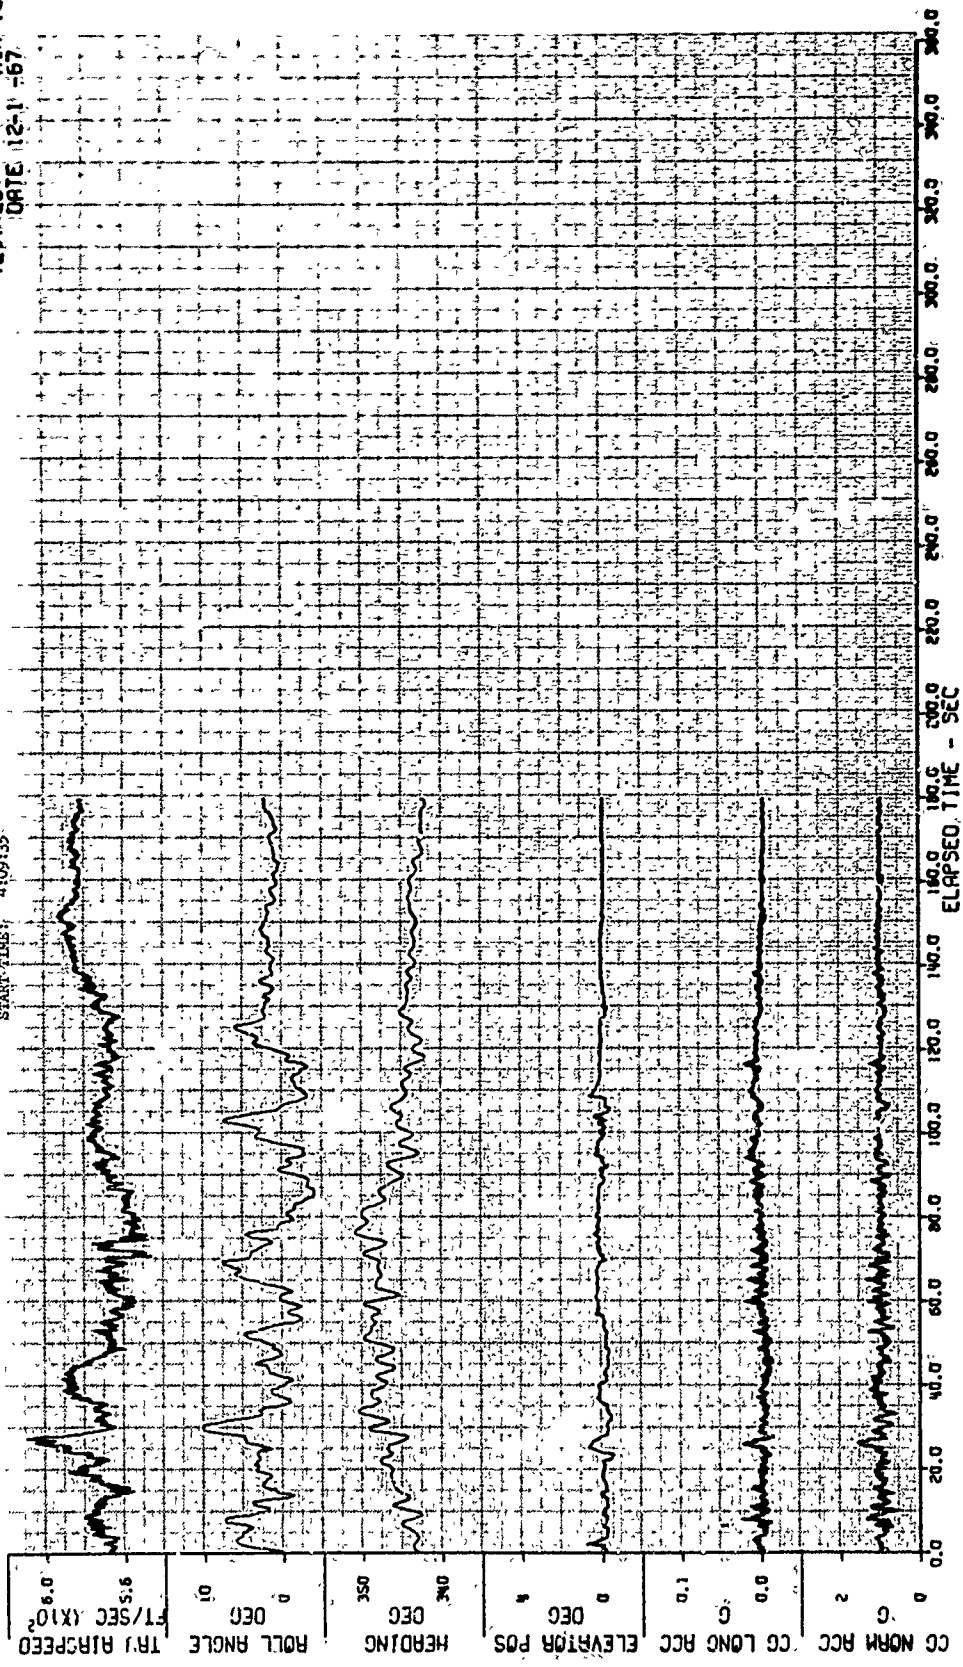 DATE 12-1 -67
START TIME: 4:09:35
TRU AIRSPEED
FT/SEC (X10²
6.0
5.6
ROLL ANGLE
DEG
10
0
HEADING
DEG
350
340
ELEVATOR POS
DEG
0
CG LONG ACC
G
0.1
0.0
CG NORM ACC
G
2
0
0.0 20.0 40.0 60.0 80.0 100.0 120.0 140.0 160.0 180.0 200.0 220.0 240.0 260.0 280.0 300.0 320.0 340.0 360.0
ELAPSED TIME - SEC